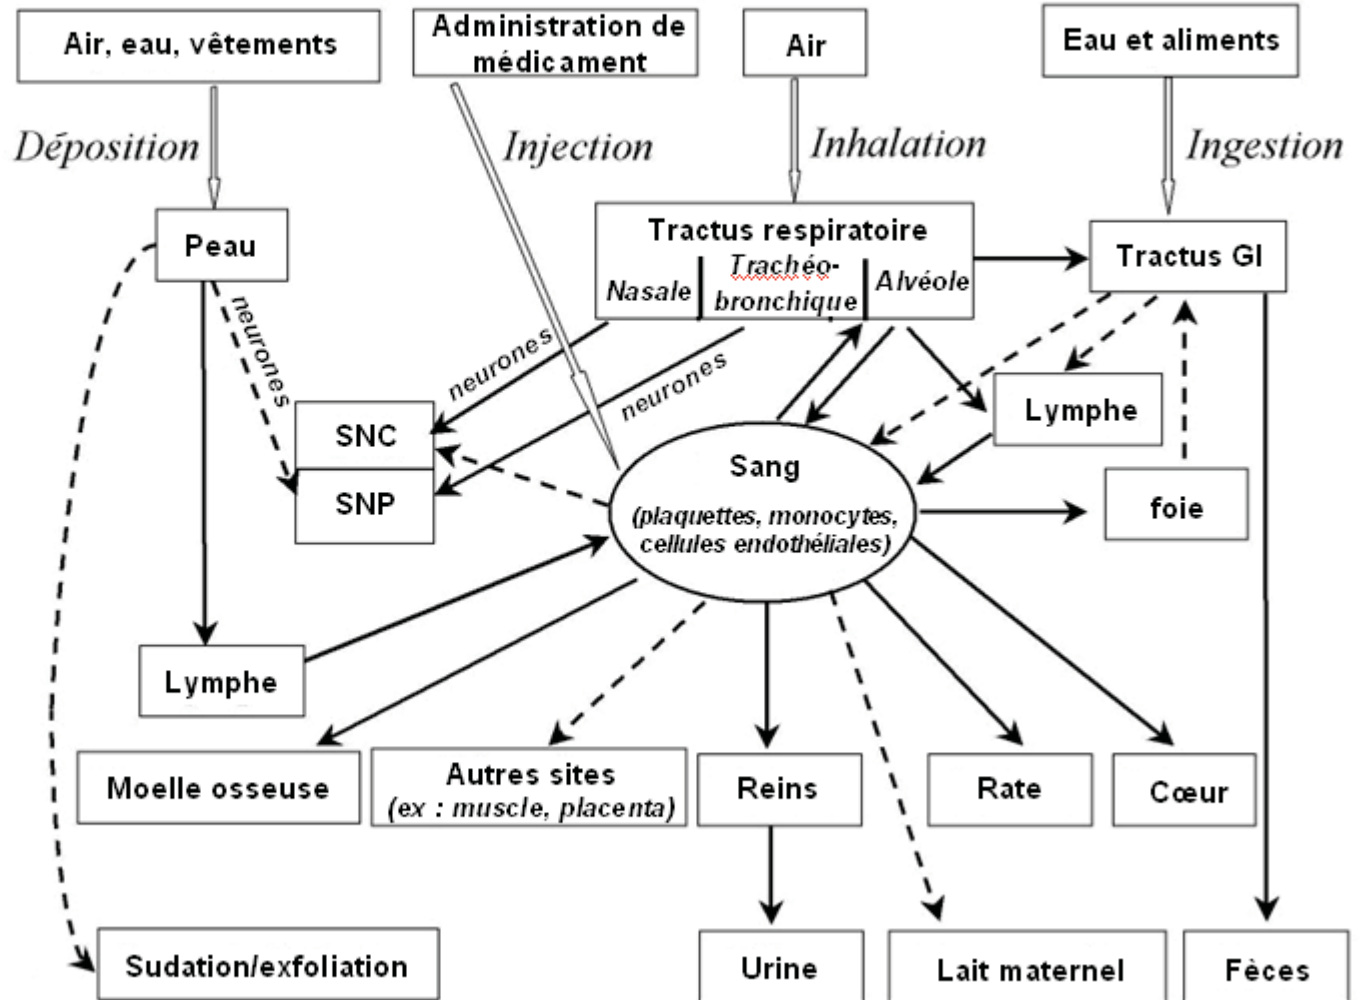 Air, eau, vêtements
Administration de
médicament
Air
Eau et aliments
Déposition
Injection
Inhalation
Ingestion
Peau
Tractus respiratoire
Nasale
Trachéo-
bronchique
Alvéole
Tractus GI
neurones
neurones
neurones
SNC
SNP
Lymphe
Sang
(plaquettes, monocytes,
cellules endothéliales)
foie
Lymphe
Moelle osseuse
Autres sites
(ex : muscle, placenta)
Reins
Rate
Cœur
Sudation/exfoliation
Urine
Lait maternel
Fèces